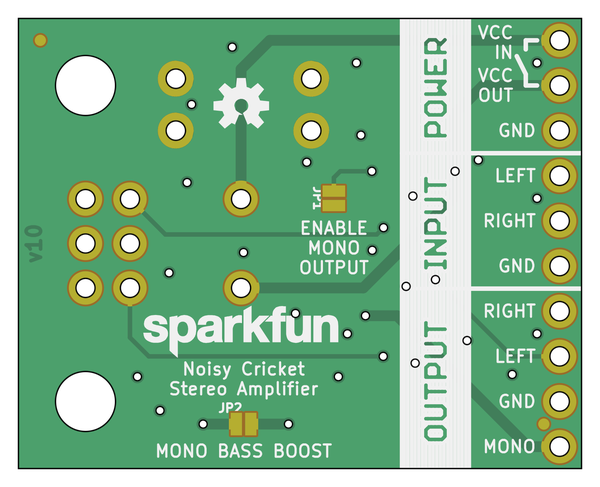 VCC
IN
VCC
OUT
GND
POWER
LEFT
RIGHT
GND
INPUT
JP1
ENABLE
MONO
OUTPUT
v10
RIGHT
LEFT
GND
MONO
OUTPUT
sparkfun
Noisy Cricket
Stereo Amplifier
JP2
MONO BASS BOOST